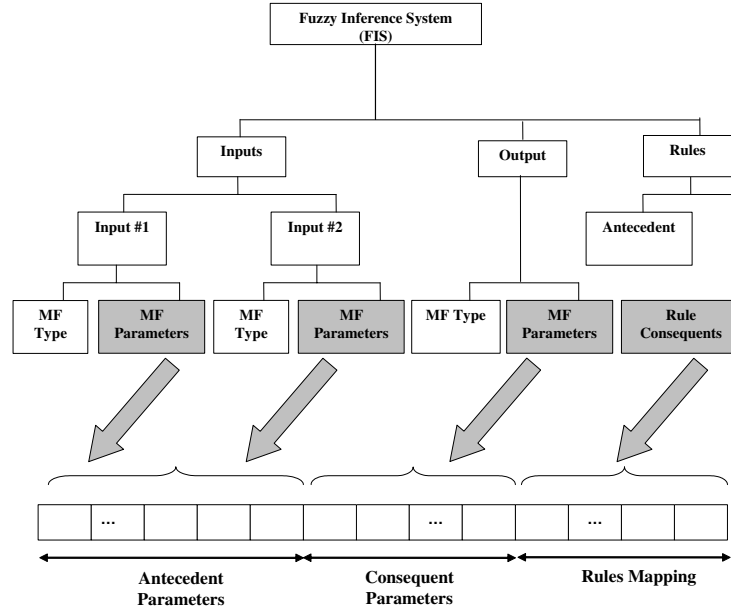 Fuzzy Inference System
(FIS)
Inputs
Output
Rules
Input #1
Input #2
Antecedent
MF
Type
MF
Parameters
MF
Type
MF
Parameters
MF Type
MF
Parameters
Rule
Consequents
...
...
...
Antecedent
Parameters
Consequent
Parameters
Rules Mapping